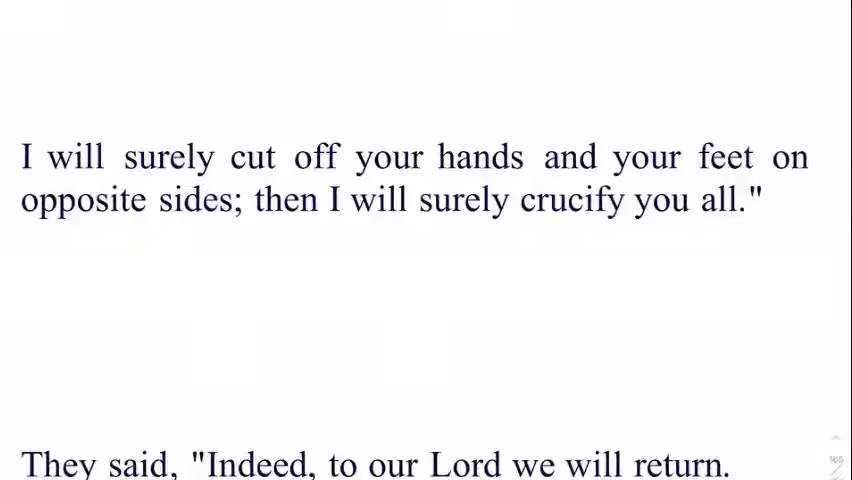 I will surely cut off your hands and your feet on
opposite sides; then I will surely crucify you all."
They said, "Indeed, to our Lord we will return.
165